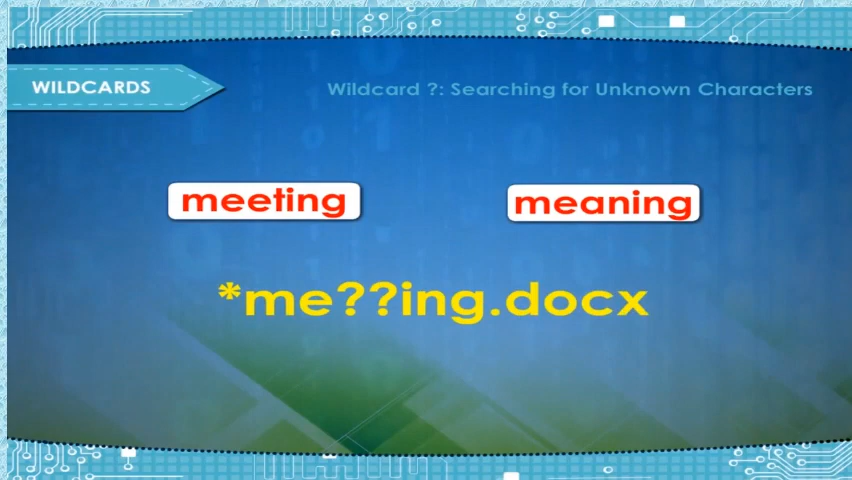 WILDCARDS
Wildcard ?: Searching for Unknown Characters
meeting
meaning
*me??ing.docx